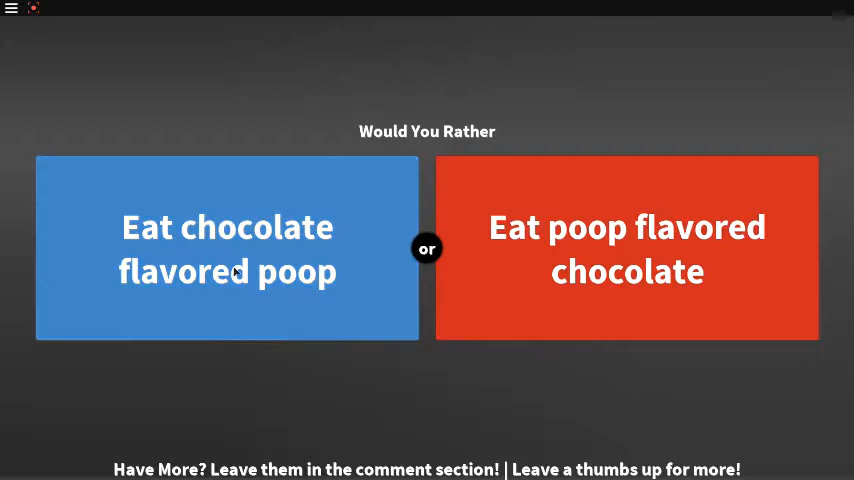 Would You Rather
Eat chocolate
flavored poop
or
Eat poop flavored
chocolate
Have More? Leave them in the comment section! | Leave a thumbs up for more!